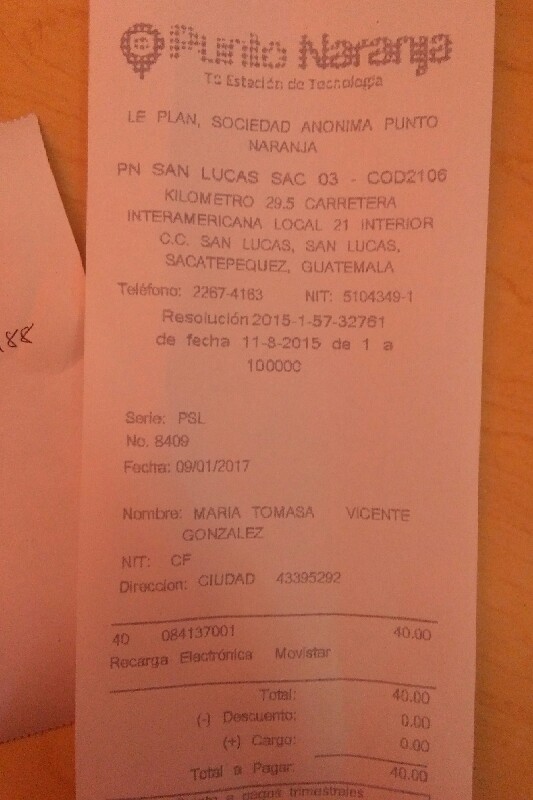 Punto Naranja
Tu Estación de Tecnología
LE PLAN, SOCIEDAD ANONIMA PUNTO
NARANJA
PN SAN LUCAS SAC 03 - COD2106
KILOMETRO 29.5 CARRETERA
INTERAMERICANA LOCAL 21 INTERIOR
C.C. SAN LUCAS, SAN LUCAS,
SACATEPEQUEZ, GUATEMALA
Teléfono: 2267-4163 NIT: 5104349-1
Resolución 2015-1-57-32761
de fecha 11-8-2015 de 1 a
100000
Serie: PSL
No. 8409
Fecha: 09/01/2017
Nombre: MARIA TOMASA VICENTE
GONZALEZ
NIT: CF
Direccion: CIUDAD 43395292
40 084137001 40.00
Recarga Electrónica Movistar
Total: 40.00
(-) Descuento: 0.00
(+) Cargo: 0.00
Total a Pagar: 40.00
a pagos trimestrales
188